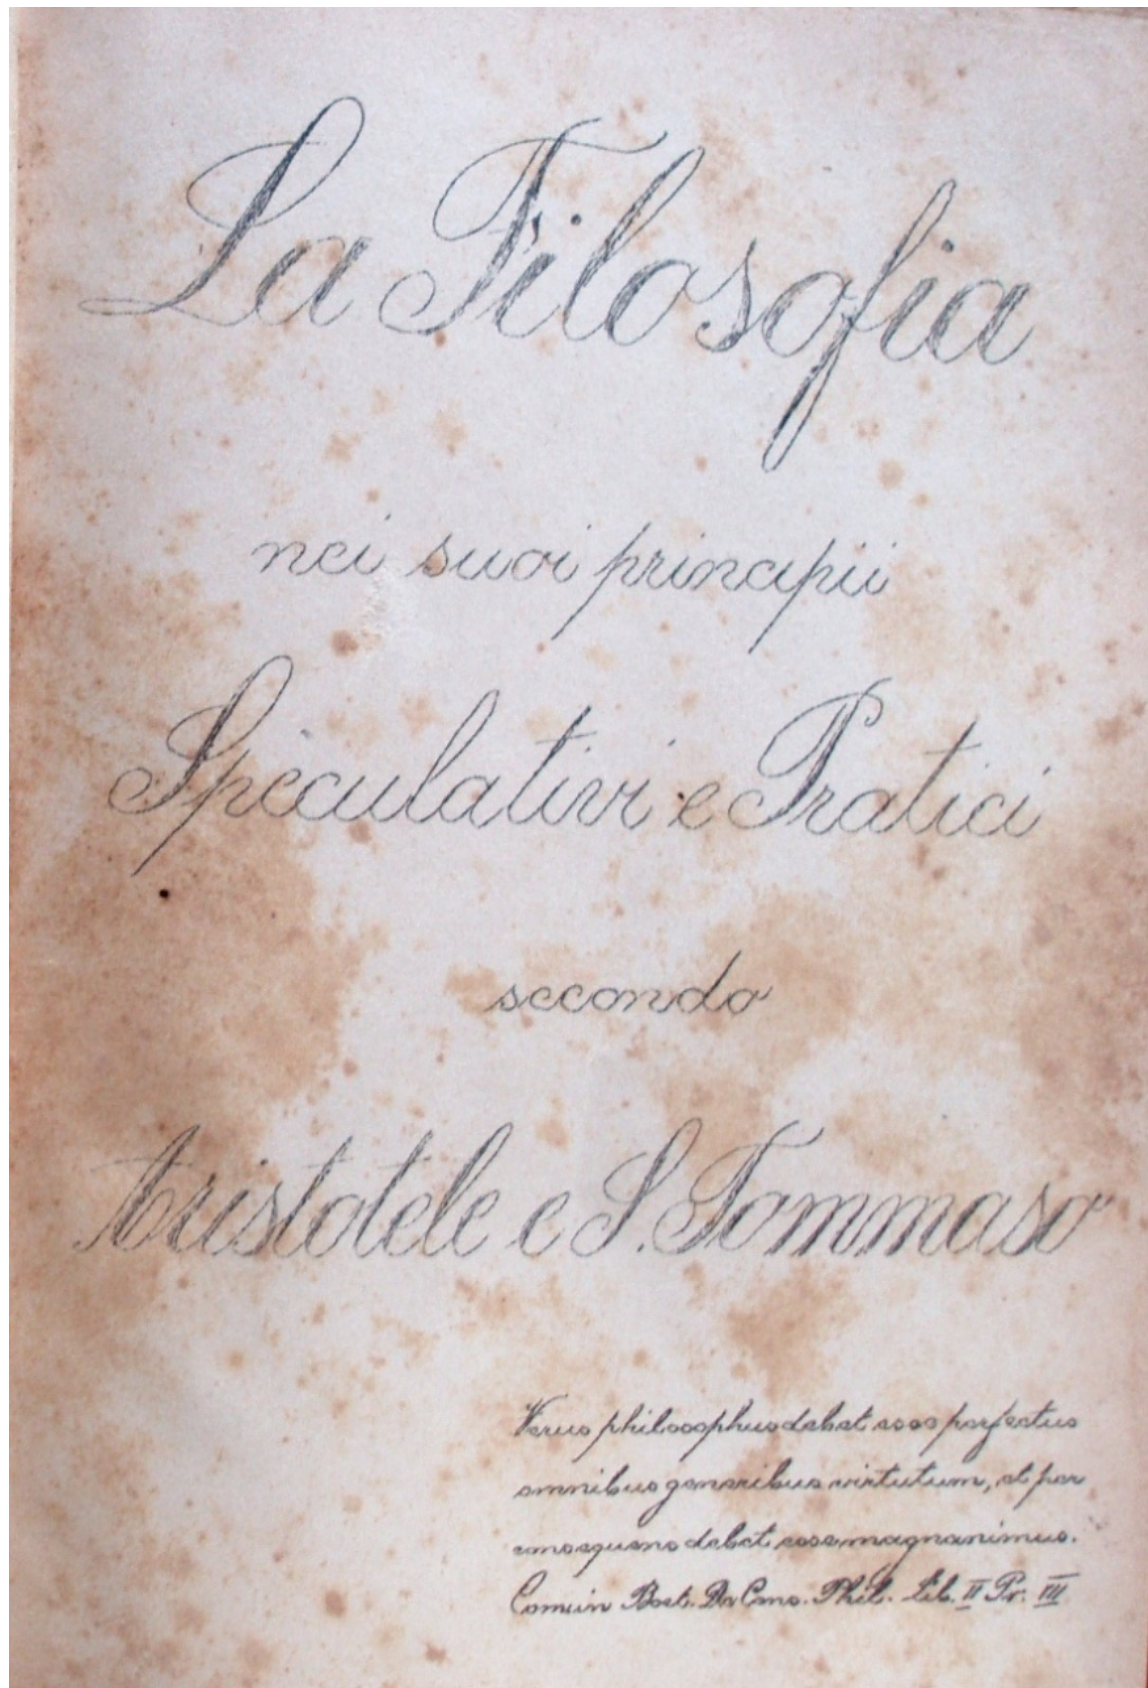 La Filosofia
nei suoi principii
Speculativi e Pratici
secondo
Aristotele e S. Tommaso
Verus philosophus debet esse perfectus
omnibus generibus virtutum, et per
consequens debet esse magnanimus.
Comm in Boet. De Cons. Phil. Lib. II Pr. III